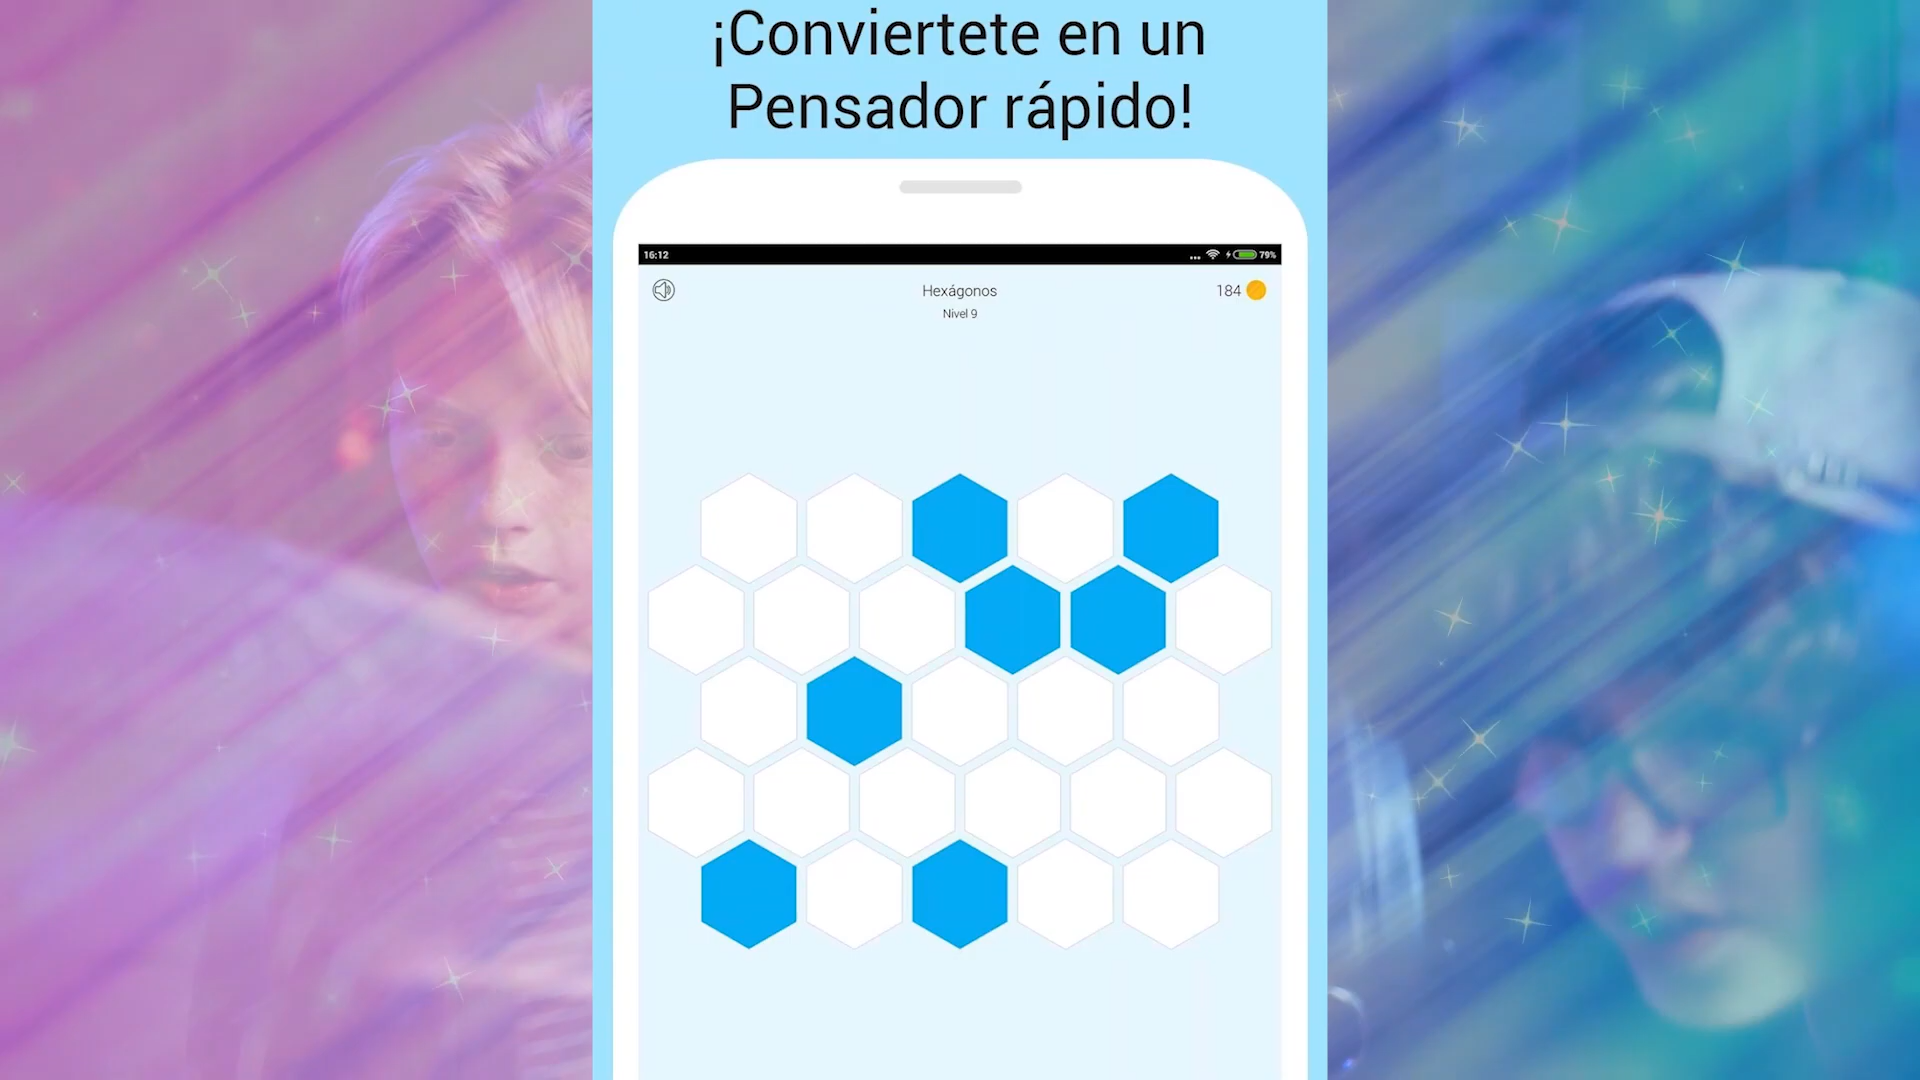 ¡Conviertete en un
Pensador rápido!
16:12
79%
Hexágonos
184
Nivel 9